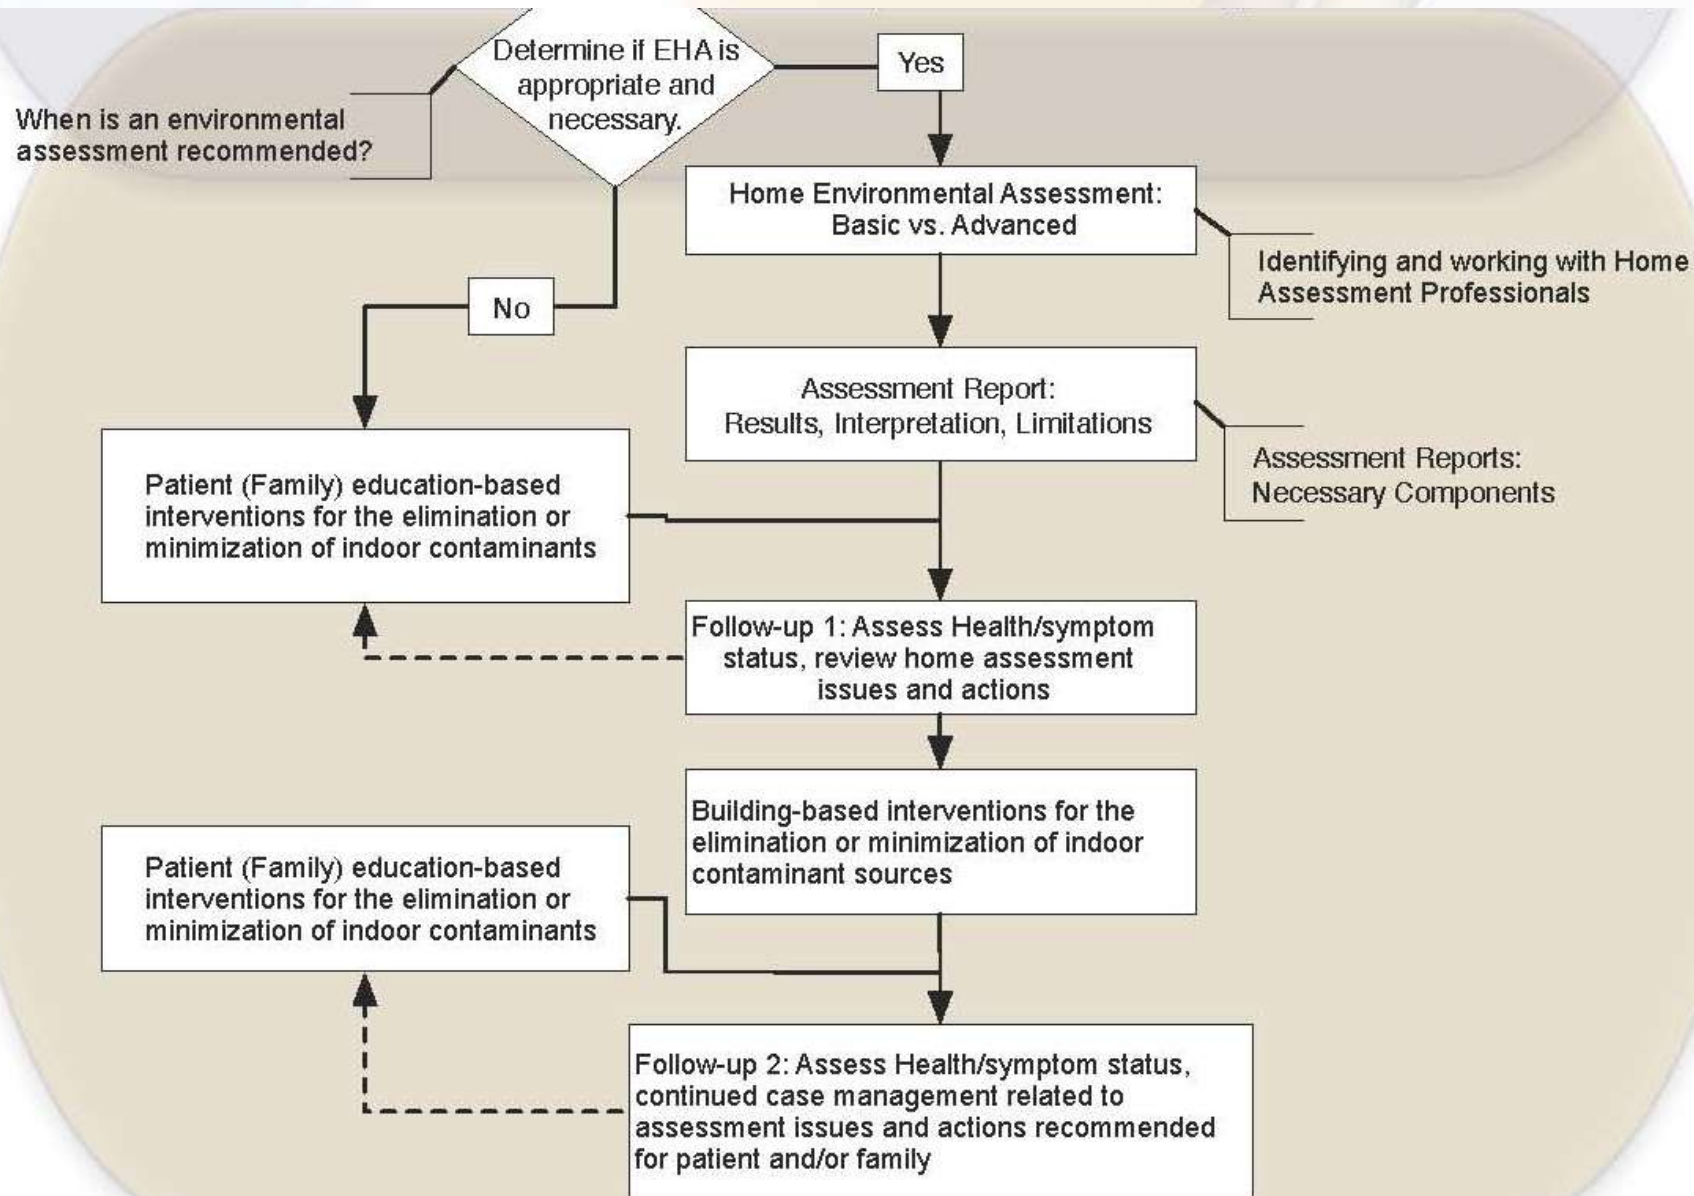 Determine if EHA is
appropriate and
necessary.
Yes
When is an environmental
assessment recommended?
Home Environmental Assessment:
Basic vs. Advanced
Identifying and working with Home
Assessment Professionals
No
Assessment Report:
Results, Interpretation, Limitations
Assessment Reports:
Necessary Components
Patient (Family) education-based
interventions for the elimination or
minimization of indoor contaminants
Follow-up 1: Assess Health/symptom
status, review home assessment
issues and actions
Building-based interventions for the
elimination or minimization of indoor
contaminant sources
Patient (Family) education-based
interventions for the elimination or
minimization of indoor contaminants
Follow-up 2: Assess Health/symptom status,
continued case management related to
assessment issues and actions recommended
for patient and/or family